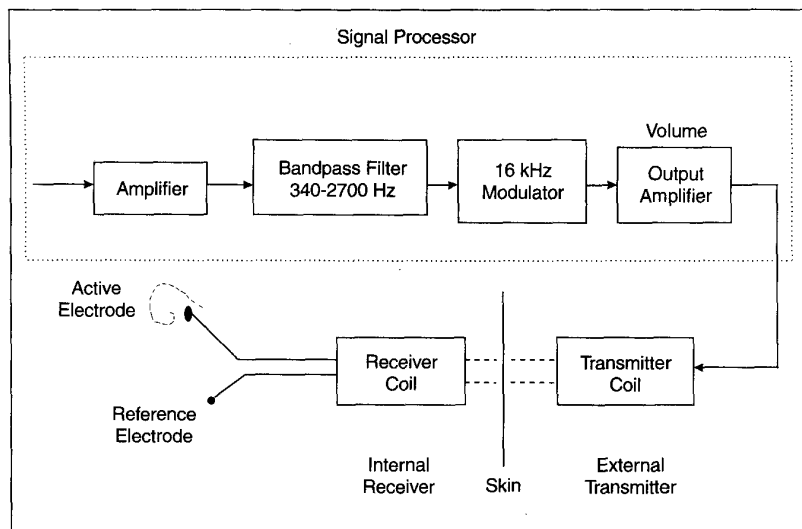 Signal Processor
Amplifier
Bandpass Filter
340-2700 Hz
16 kHz
Modulator
Volume
Output
Amplifier
Active
Electrode
Receiver
Coil
Transmitter
Coil
Reference
Electrode
Internal
Receiver
Skin
External
Transmitter